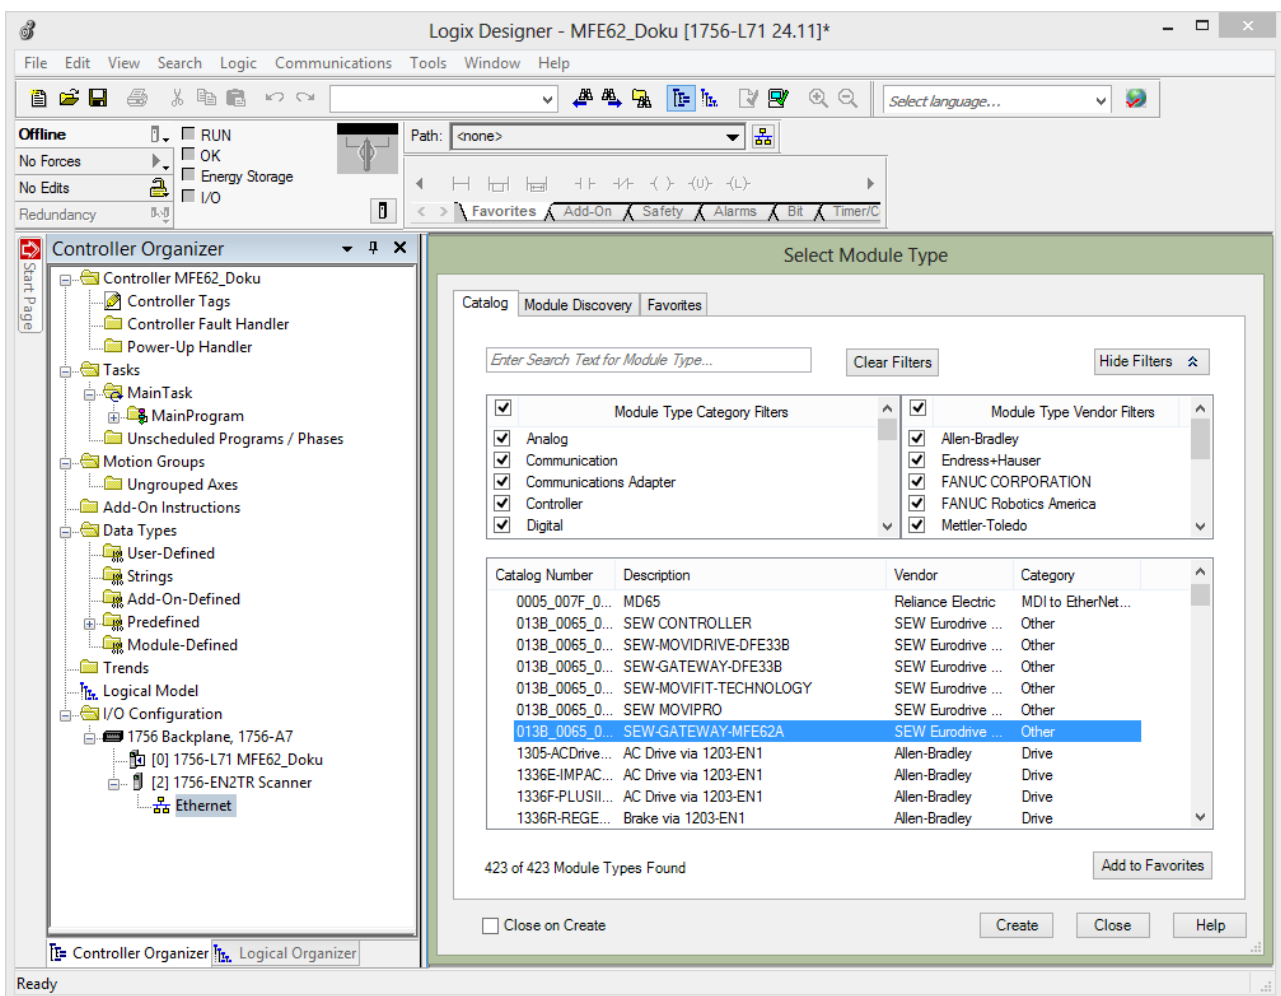 Logix Designer - MFE62_Doku [1756-L71 24.11]*
File Edit View Search Logic Communications Tools Window Help
Select language...
Offline
RUN
Path: <none>
No Forces
OK
Energy Storage
No Edits
I/O
Redundancy
Favorites Add-On Safety Alarms Bit Timer/C
Start Page
Controller Organizer
Controller MFE62_Doku
Controller Tags
Controller Fault Handler
Power-Up Handler
Tasks
MainTask
MainProgram
Unscheduled Programs / Phases
Motion Groups
Ungrouped Axes
Add-On Instructions
Data Types
User-Defined
Strings
Add-On-Defined
Predefined
Module-Defined
Trends
Logical Model
I/O Configuration
1756 Backplane, 1756-A7
[0] 1756-L71 MFE62_Doku
[2] 1756-EN2TR Scanner
Ethernet
Controller Organizer Logical Organizer
Select Module Type
Catalog Module Discovery Favorites
Enter Search Text for Module Type...
Clear Filters
Hide Filters
Module Type Category Filters
Analog
Communication
Communications Adapter
Controller
Digital
Module Type Vendor Filters
Allen-Bradley
Endress+Hauser
FANUC CORPORATION
FANUC Robotics America
Mettler-Toledo
Catalog Number Description Vendor Category
0005_007F_0... MD65 Reliance Electric MDI to EtherNet...
013B_0065_0... SEW CONTROLLER SEW Eurodrive ... Other
013B_0065_0... SEW-MOVIDRIVE-DFE33B SEW Eurodrive ... Other
013B_0065_0... SEW-GATEWAY-DFE33B SEW Eurodrive ... Other
013B_0065_0... SEW-MOVIFIT-TECHNOLOGY SEW Eurodrive ... Other
013B_0065_0... SEW MOVIPRO SEW Eurodrive ... Other
013B_0065_0... SEW-GATEWAY-MFE62A SEW Eurodrive ... Other
1305-ACDrive... AC Drive via 1203-EN1 Allen-Bradley Drive
1336E-IMPAC... AC Drive via 1203-EN1 Allen-Bradley Drive
1336F-PLUSII... AC Drive via 1203-EN1 Allen-Bradley Drive
1336R-REGE... Brake via 1203-EN1 Allen-Bradley Drive
423 of 423 Module Types Found
Add to Favorites
Close on Create
Create
Close
Help
Ready